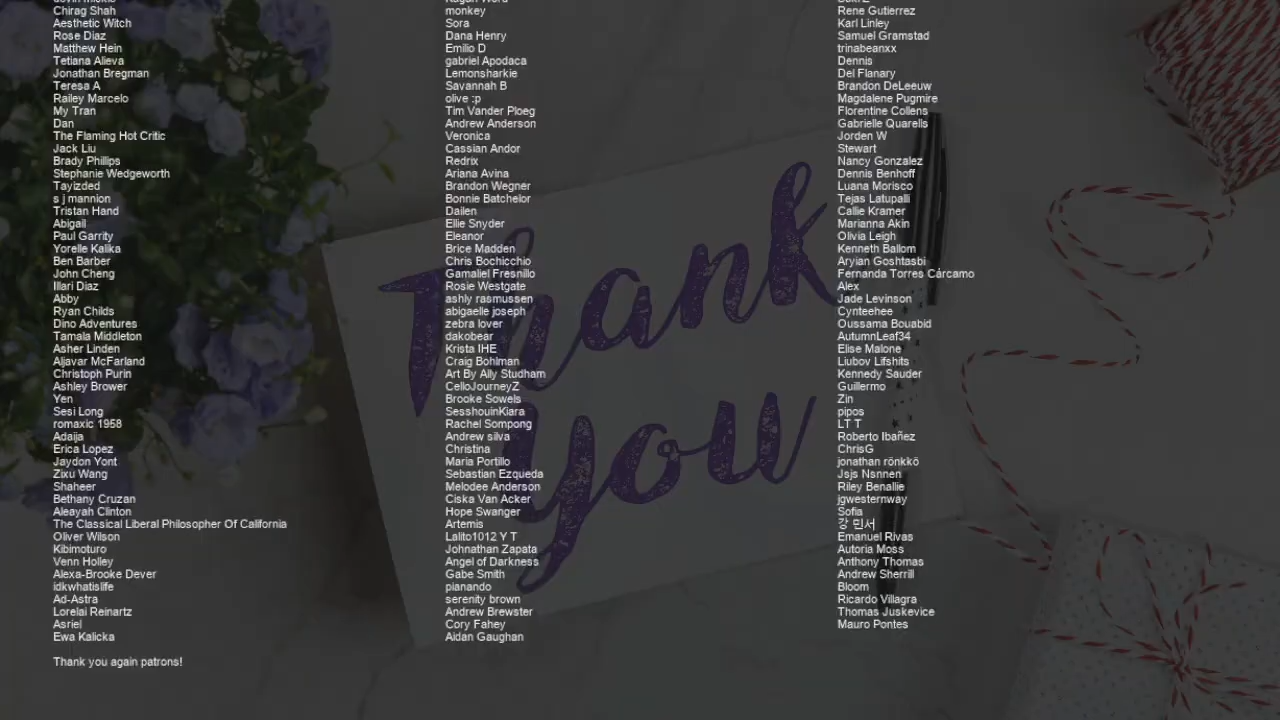 Chirag Shah
Aesthetic Witch
Rose Diaz
Matthew Hein
Tetiana Alieva
Jonathan Bregman
Teresa A
Railey Marcelo
My Tran
Dan
The Flaming Hot Critic
Jack Liu
Brady Phillips
Stephanie Wedgeworth
Tayizded
s j mannion
Tristan Hand
Abigail
Paul Garrity
Yorelle Kalika
Ben Barber
John Cheng
Illari Diaz
Abby
Ryan Childs
Dino Adventures
Tamala Middleton
Asher Linden
Aljavar McFarland
Christoph Purin
Ashley Brower
Yen
Sesi Long
romaxic 1958
Adaija
Erica Lopez
Jaydon Yont
Zixu Wang
Shaheer
Bethany Cruzan
Aleayah Clinton
The Classical Liberal Philosopher Of California
Oliver Wilson
Kibimoturo
Venn Holley
Alexa-Brooke Dever
idkwhatislife
Ad-Astra
Lorelai Reinartz
Asriel
Ewa Kalicka
Thank you again patrons!
monkey
Sora
Dana Henry
Emilio D
gabriel Apodaca
Lemonsharkie
Savannah B
olive :p
Tim Vander Ploeg
Andrew Anderson
Veronica
Cassian Andor
Redrix
Ariana Avina
Brandon Wegner
Bonnie Batchelor
Dailen
Ellie Snyder
Eleanor
Brice Madden
Chris Bochicchio
Gamaliel Fresnillo
Rosie Westgate
ashly rasmussen
abigaelle joseph
zebra lover
dakobear
Krista IHE
Craig Bohlman
Art By Ally Studham
CelloJourneyZ
Brooke Sowels
SesshouinKiara
Rachel Sompong
Andrew silva
Christina
Maria Portillo
Sebastian Ezqueda
Melodee Anderson
Ciska Van Acker
Hope Swanger
Artemis
Lalito1012 Y T
Johnathan Zapata
Angel of Darkness
Gabe Smith
pianando
serenity brown
Andrew Brewster
Cory Fahey
Aidan Gaughan
Rene Gutierrez
Karl Linley
Samuel Gramstad
trinabeanxx
Dennis
Del Flanary
Brandon DeLeeuw
Magdalene Pugmire
Florentine Collens
Gabrielle Quarells
Jorden W
Stewart
Nancy Gonzalez
Dennis Benhoff
Luana Morisco
Tejas Latupalli
Callie Kramer
Marianna Akin
Olivia Leigh
Kenneth Ballom
Aryian Goshtasbi
Fernanda Torres Cárcamo
Alex
Jade Levinson
Cynteehee
Oussama Bouabid
AutumnLeaf34
Elise Malone
Liubov Lifshits
Kennedy Sauder
Guillermo
Zin
pipos
LT T
Roberto Ibañez
ChrisG
jonathan rönkkö
Jsjs Nsnnen
Riley Benallie
jgwesternway
Sofia
강 민서
Emanuel Rivas
Autoria Moss
Anthony Thomas
Andrew Sherrill
Bloom
Ricardo Villagra
Thomas Juskevice
Mauro Pontes
Thank
you